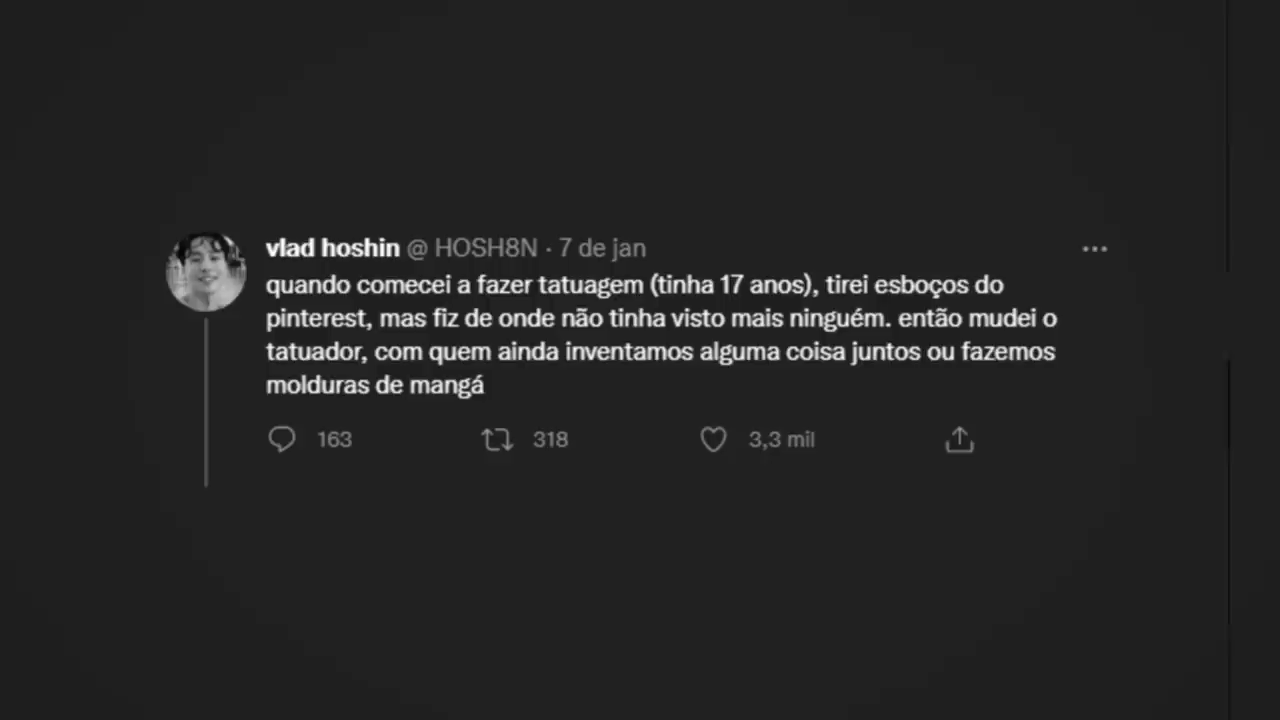 vlad hoshin @ HOSH8N · 7 de jan
quando comecei a fazer tatuagem (tinha 17 anos), tirei esboços do
pinterest, mas fiz de onde não tinha visto mais ninguém. então mudei o
tatuador, com quem ainda inventamos alguma coisa juntos ou fazemos
molduras de mangá
163 318 3,3 mil